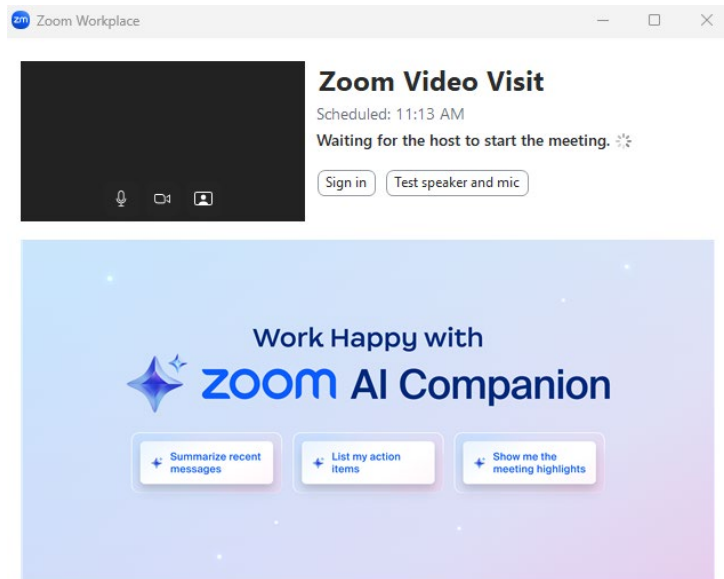 zm Zoom Workplace
Zoom Video Visit
Scheduled: 11:13 AM
Waiting for the host to start the meeting.
Sign in
Test speaker and mic
Work Happy with
zoom AI Companion
Summarize recent
messages
List my action
items
Show me the
meeting highlights